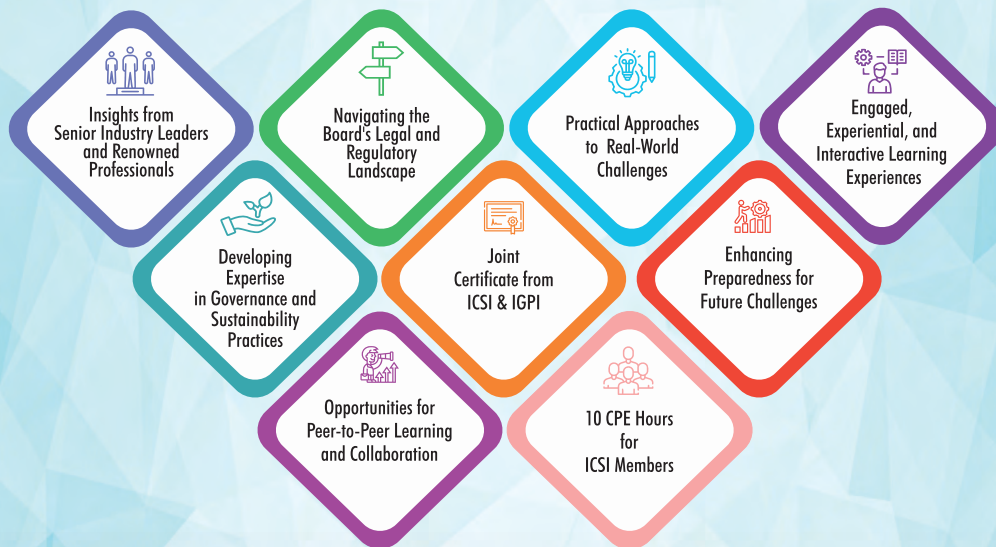 Insights from
Senior Industry Leaders
and Renowned
Professionals
Navigating the
Board's Legal and
Regulatory
Landscape
Practical Approaches
to Real-World
Challenges
Engaged,
Experiential, and
Interactive Learning
Experiences
Developing
Expertise
in Governance and
Sustainability
Practices
Joint
Certificate from
ICSI & IGPI
Enhancing
Preparedness for
Future Challenges
Opportunities for
Peer-to-Peer Learning
and Collaboration
10 CPE Hours
for
ICSI Members